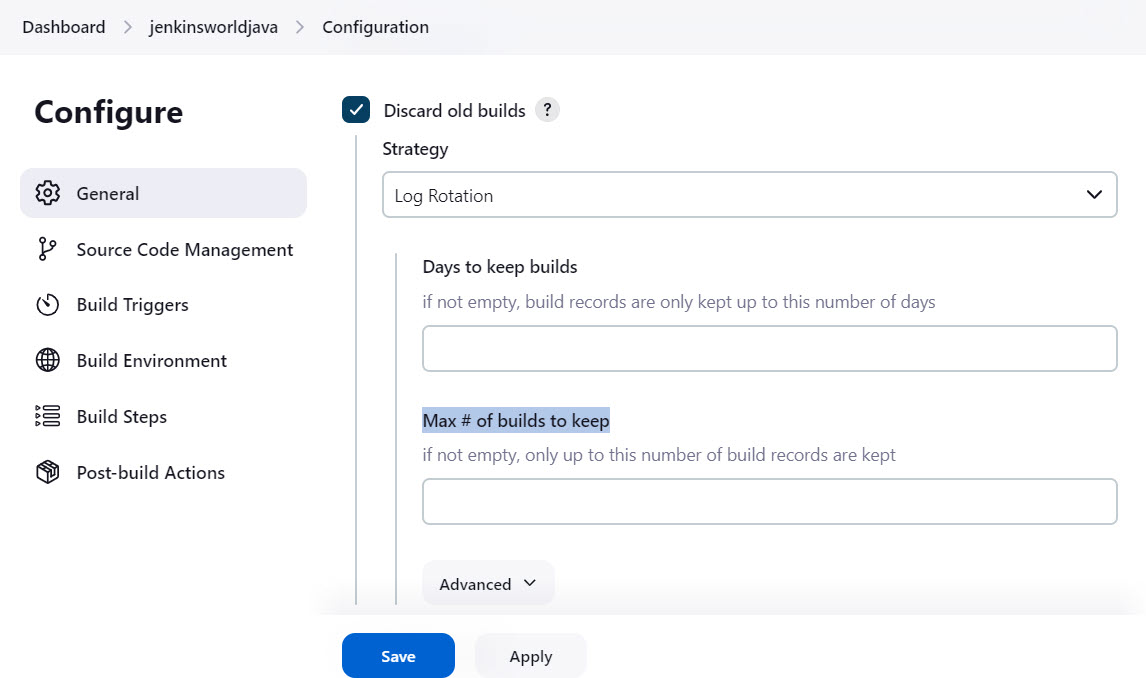 Dashboard > jenkinsworldjava > Configuration
Configure
General
Source Code Management
Build Triggers
Build Environment
Build Steps
Post-build Actions
Discard old builds ?
Strategy
Log Rotation
Days to keep builds
if not empty, build records are only kept up to this number of days
Max # of builds to keep
if not empty, only up to this number of build records are kept
Advanced
Save Apply